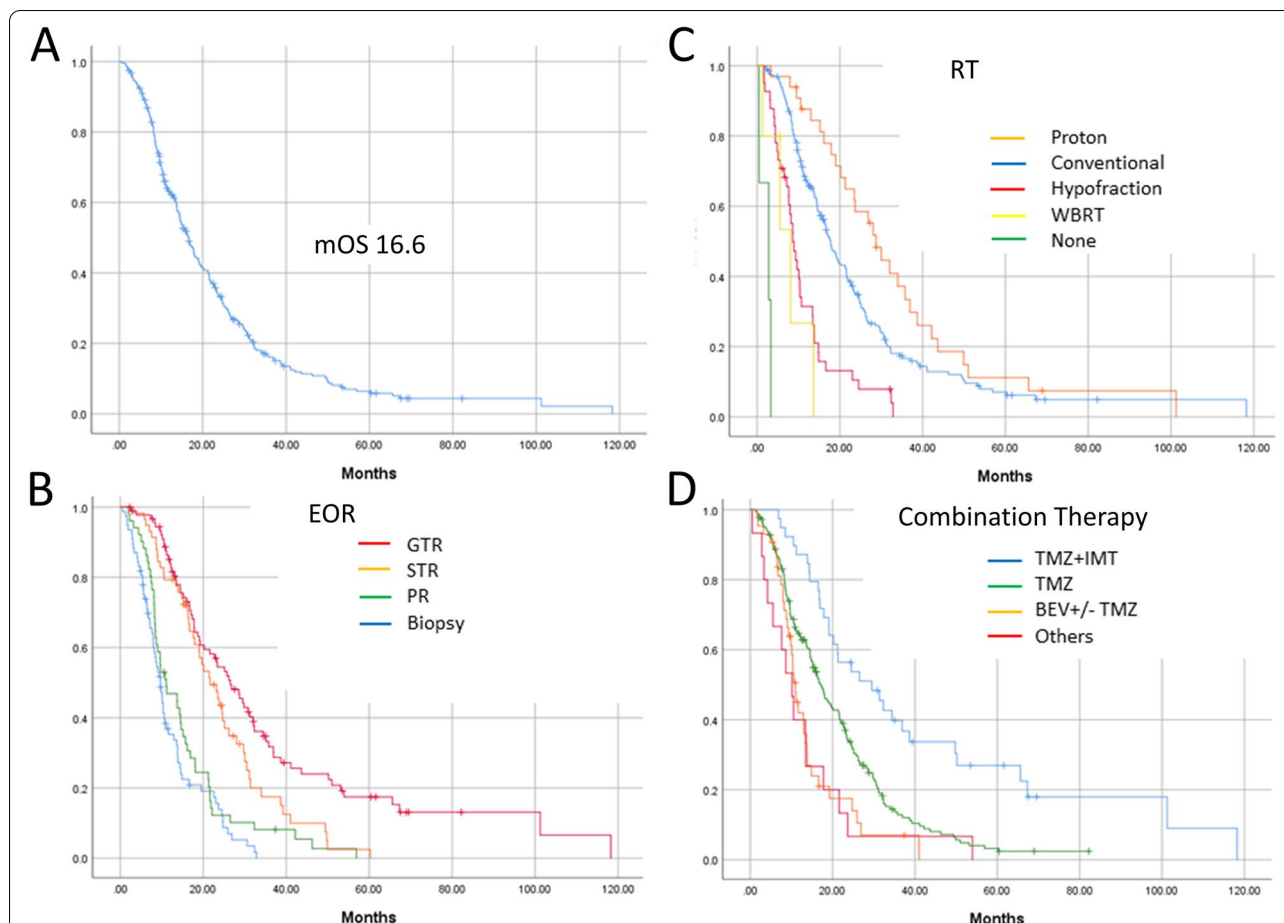 A
1.0
0.8
0.6
0.4
0.2
0.0
mOS 16.6
.00 20.00 40.00 60.00 80.00 100.00 120.00
Months
B
EOR
1.0
0.8
0.6
0.4
0.2
0.0
GTR
STR
PR
Biopsy
.00 20.00 40.00 60.00 80.00 100.00 120.00
Months
C
RT
1.0
0.8
0.6
0.4
0.2
0.0
Proton
Conventional
Hypofraction
WBRT
None
.00 20.00 40.00 60.00 80.00 100.00 120.00
Months
D
Combination Therapy
1.0
0.8
0.6
0.4
0.2
0.0
TMZ+IMT
TMZ
BEV+/- TMZ
Others
.00 20.00 40.00 60.00 80.00 100.00 120.00
Months